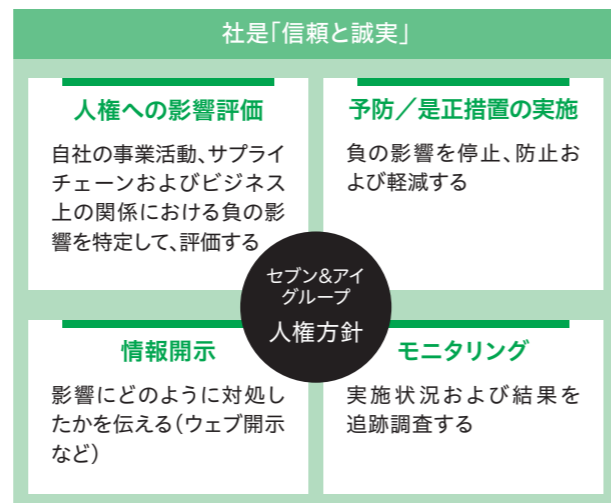 社是「信頼と誠実」
人権への影響評価
自社の事業活動、サプライ
チェーンおよびビジネス
上の関係における負の影
響を特定して、評価する
予防／是正措置の実施
負の影響を停止、防止お
よび軽減する
セブン&アイ
グループ
人権方針
情報開示
影響にどのように対処し
たかを伝える（ウェブ開示
など）
モニタリング
実施状況および結果を
追跡調査する